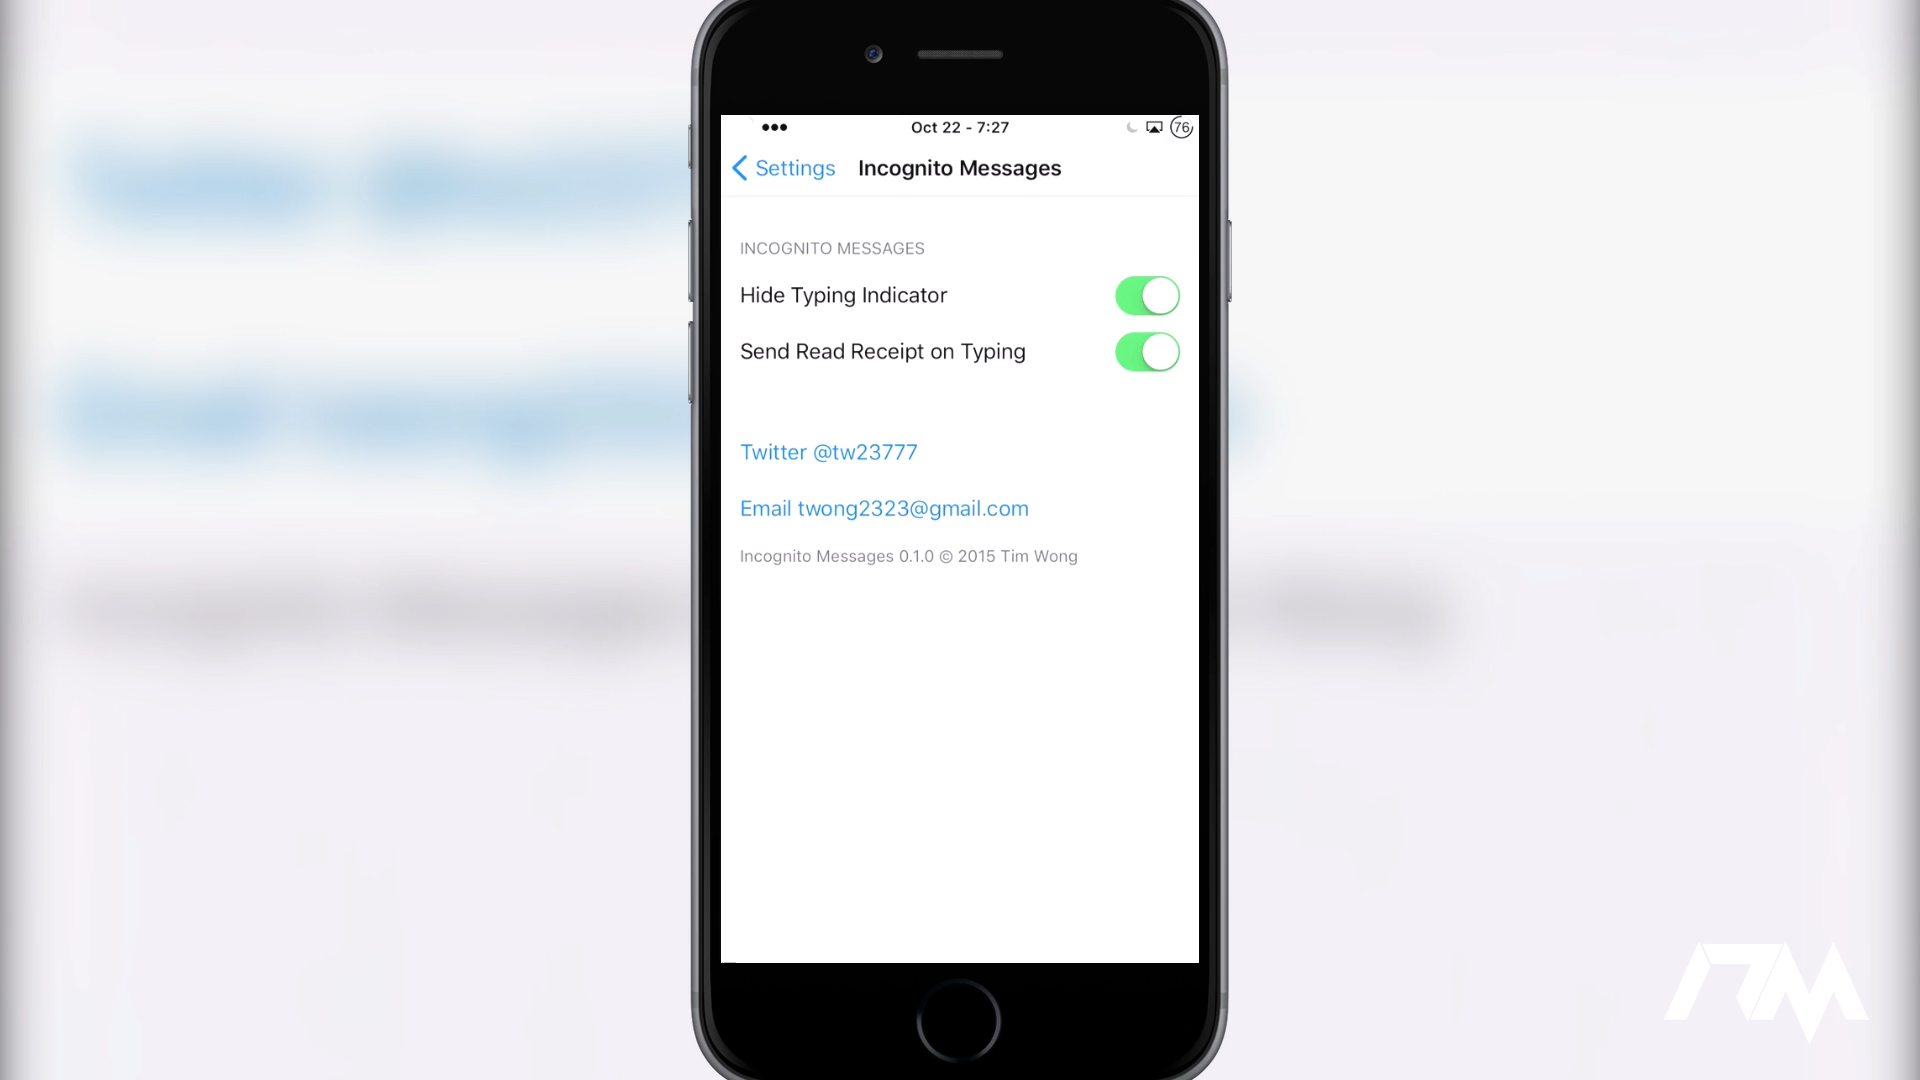 Oct 22 - 7:27
76
Settings
Incognito Messages
INCOGNITO MESSAGES
Hide Typing Indicator
Send Read Receipt on Typing
Twitter @tw23777
Email twong2323@gmail.com
Incognito Messages 0.1.0 © 2015 Tim Wong